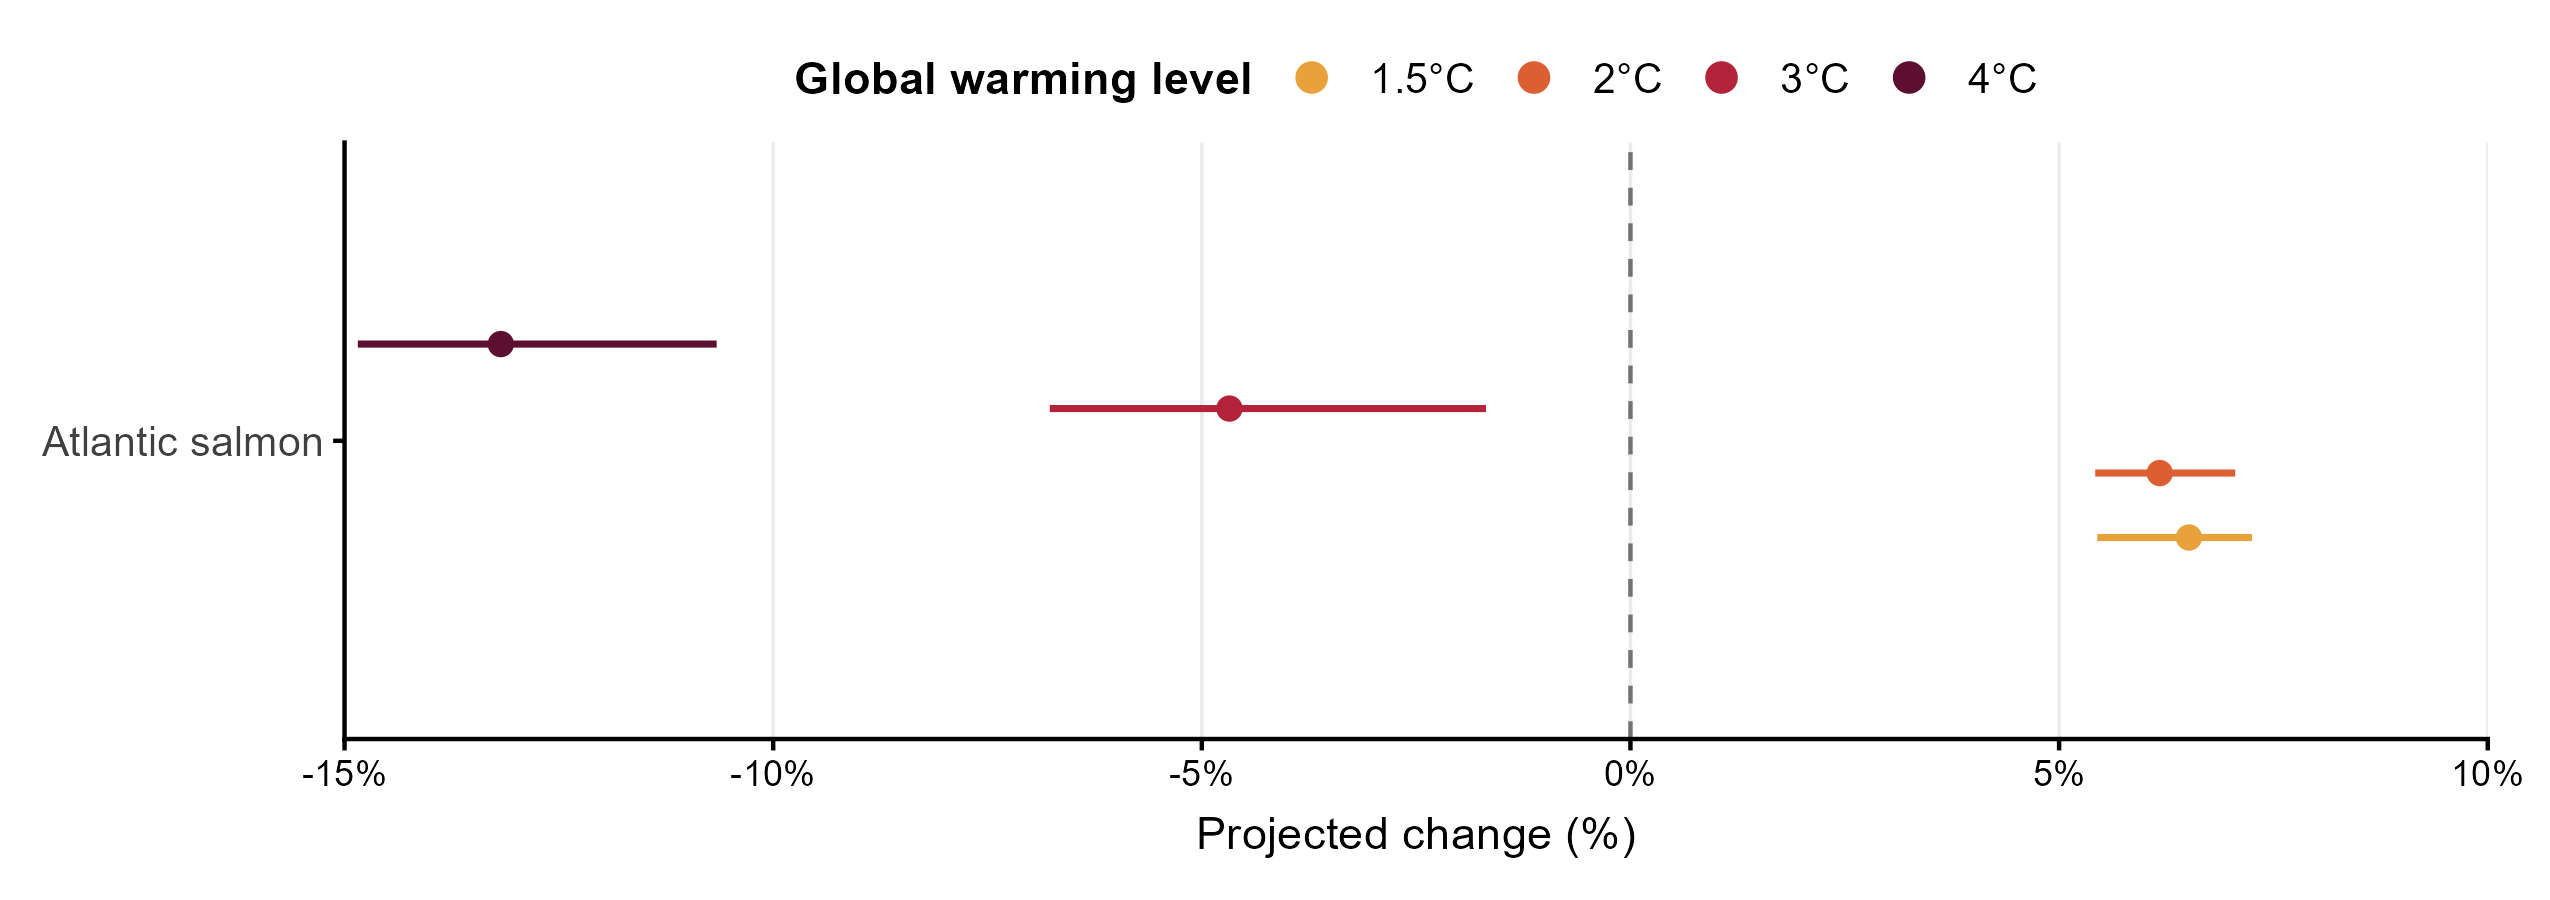 Global warming level 1.5°C 2°C 3°C 4°C
Atlantic salmon
-15% -10% -5% 0% 5% 10%
Projected change (%)